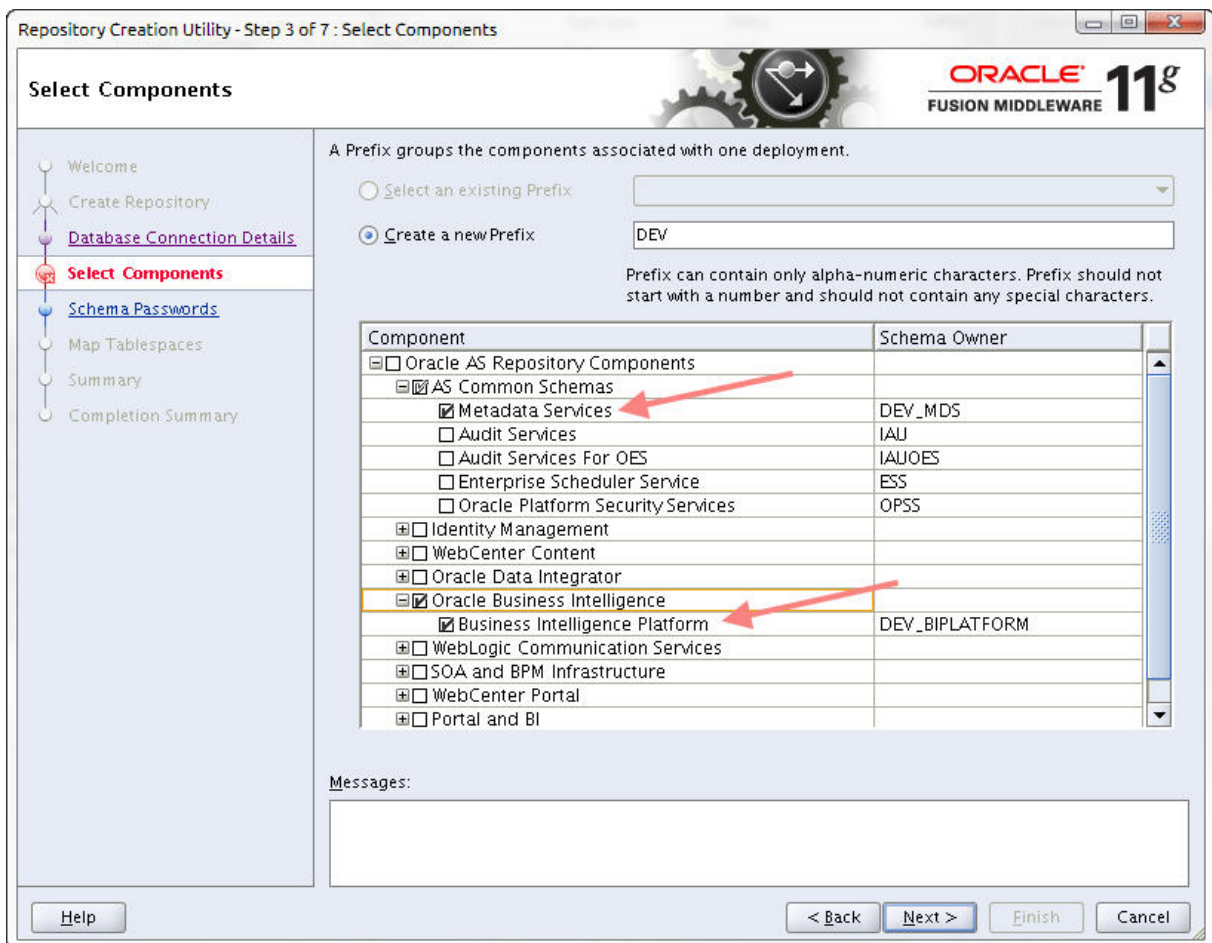 Repository Creation Utility - Step 3 of 7 : Select Components
Select Components
ORACLE
FUSION MIDDLEWARE
11g
Welcome
Create Repository
Database Connection Details
Select Components
Schema Passwords
Map Tablespaces
Summary
Completion Summary
A Prefix groups the components associated with one deployment.
Select an existing Prefix
Create a new Prefix
DEV
Prefix can contain only alpha-numeric characters. Prefix should not
start with a number and should not contain any special characters.
Component Schema Owner
Oracle AS Repository Components
AS Common Schemas
Metadata Services DEV_MDS
Audit Services IAU
Audit Services For OES IAUOES
Enterprise Scheduler Service ESS
Oracle Platform Security Services OPSS
Identity Management
WebCenter Content
Oracle Data Integrator
Oracle Business Intelligence
Business Intelligence Platform DEV_BIPLATFORM
WebLogic Communication Services
SOA and BPM Infrastructure
WebCenter Portal
Portal and BI
Messages:
Help < Back Next > Finish Cancel